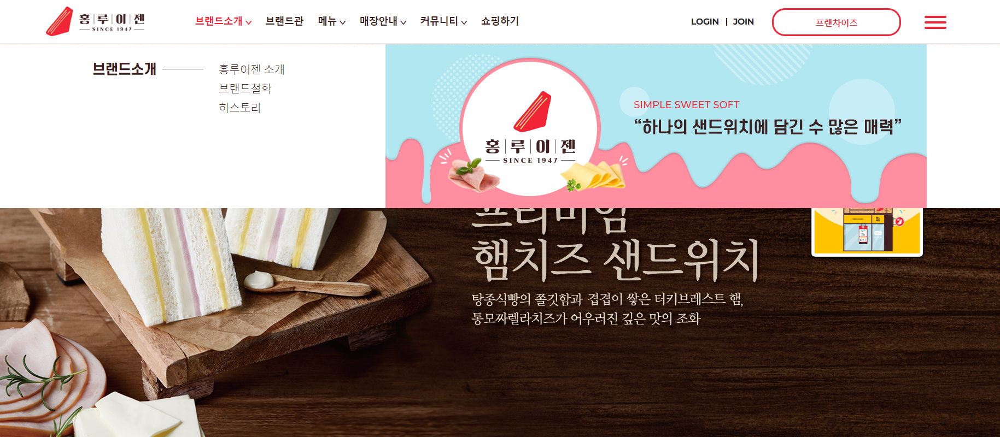 홍루이젠
SINCE 1947
브랜드소개
브랜드관
메뉴
매장안내
커뮤니티
쇼핑하기
LOGIN
JOIN
프랜차이즈
브랜드소개
홍루이젠 소개
브랜드철학
히스토리
홍루이젠
SINCE 1947
SIMPLE SWEET SOFT
“하나의 샌드위치에 담긴 수 많은 매력”
프리미엄
햄치즈 샌드위치
탕종식빵의 쫄깃함과 겹겹이 쌓은 터키브레스트 햄,
통모짜렐라치즈가 어우러진 깊은 맛의 조화